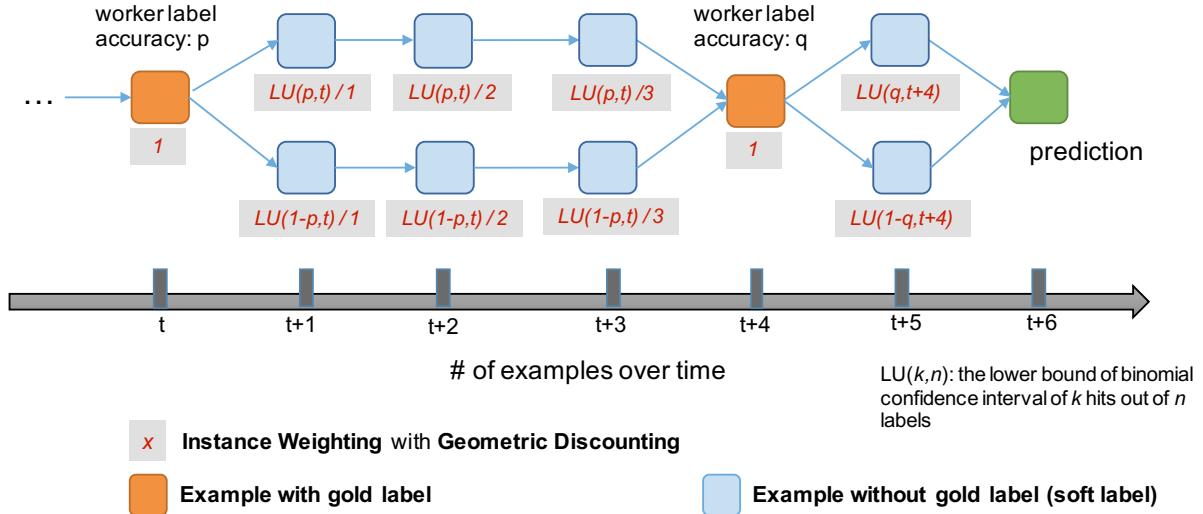 worker label
accuracy: p
worker label
accuracy: q
...
LU(p,t) / 1
LU(p,t) / 2
LU(p,t) /3
LU(q,t+4)
1
1
prediction
LU(1-p,t) / 1
LU(1-p,t) / 2
LU(1-p,t) / 3
LU(1-q,t+4)
t
t+1
t+2
t+3
t+4
t+5
t+6
# of examples over time
LU(k,n): the lower bound of binomial
confidence interval of k hits out of n
labels
x Instance Weighting with Geometric Discounting
Example with gold label
Example without gold label (soft label)